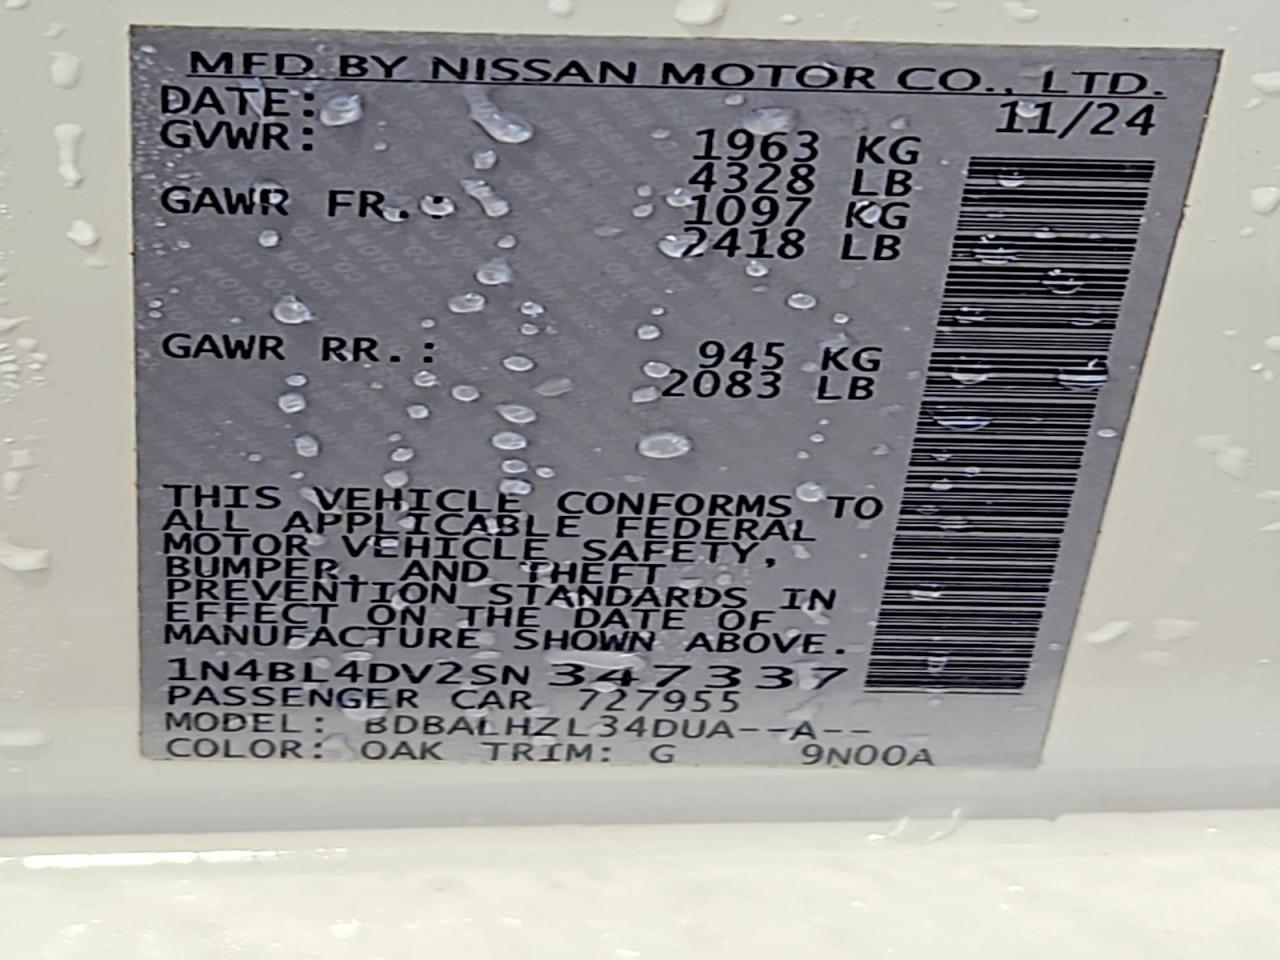 MFD BY NISSAN MOTOR CO., LTD.
DATE: 11/24
GVWR: 1963 KG
4328 LB
GAWR FR.: 1097 KG
2418 LB
GAWR RR.: 945 KG
2083 LB
THIS VEHICLE CONFORMS TO
ALL APPLICABLE FEDERAL
MOTOR VEHICLE SAFETY,
BUMPER, AND THEFT
PREVENTION STANDARDS IN
EFFECT ON THE DATE OF
MANUFACTURE SHOWN ABOVE.
1N4BL4DV2SN347337
PASSENGER CAR 727955
MODEL: BDBALHZL34DUA--A--
COLOR: QAK TRIM: G 9N00A